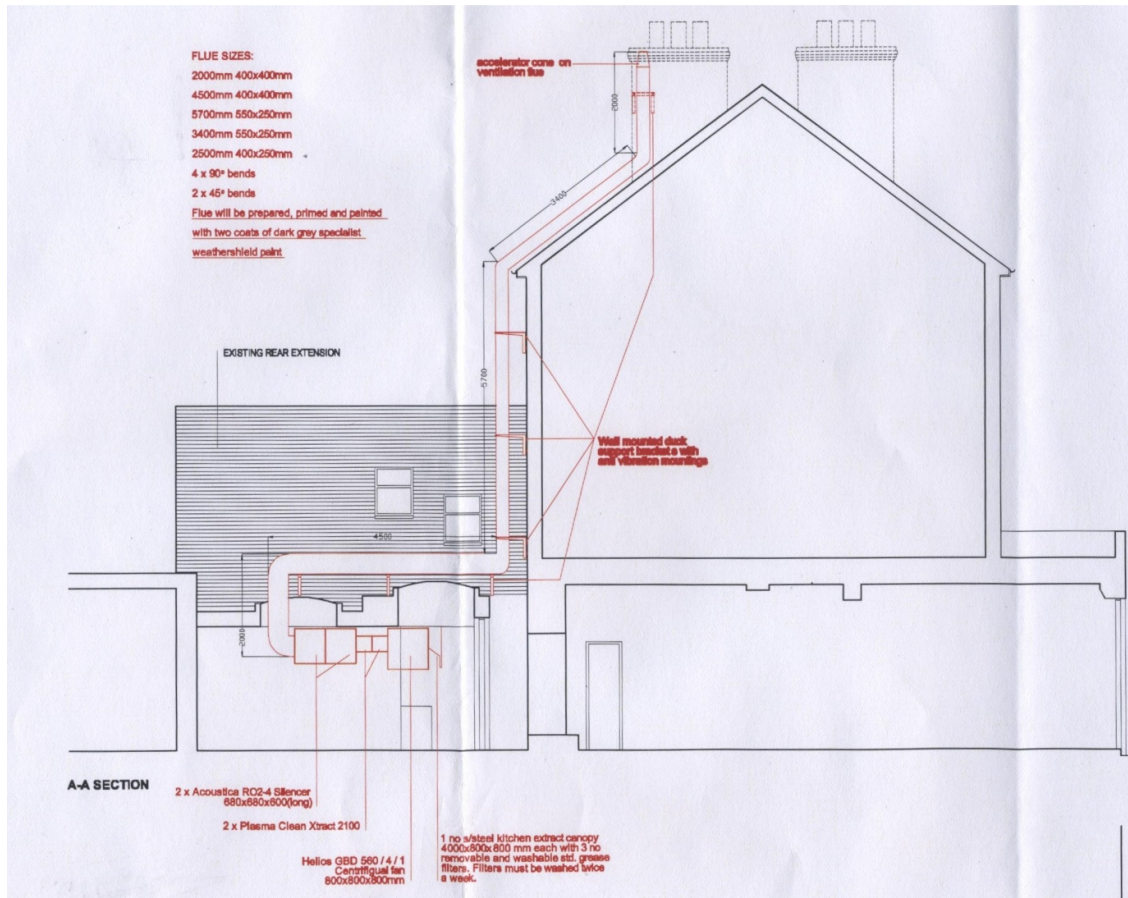 FLUE SIZES:
2000mm 400x400mm
4500mm 400x400mm
5700mm 550x250mm
3400mm 550x250mm
2500mm 400x250mm
4 x 90° bends
2 x 45° bends
Flue will be prepared, primed and painted
with two coats of dark grey specialist
weathershield paint
accelerator cone on
ventilation flue
2000
3400
EXISTING REAR EXTENSION
5700
Wall mounted duck
support bracket s with
anti vibration mountings
4500
2000
A-A SECTION
2 x Acoustica RO2-4 Silencer
680x680x600(long)
2 x Plasma Clean Xtract 2100
Helios GBD 560 / 4 / 1
Centrifigual fan
800x800x800mm
1 no s/steel kitchen extract canopy
4000x800x800 mm each with 3 no
removable and washable std. grease
filters. Filters must be washed twice
a week.